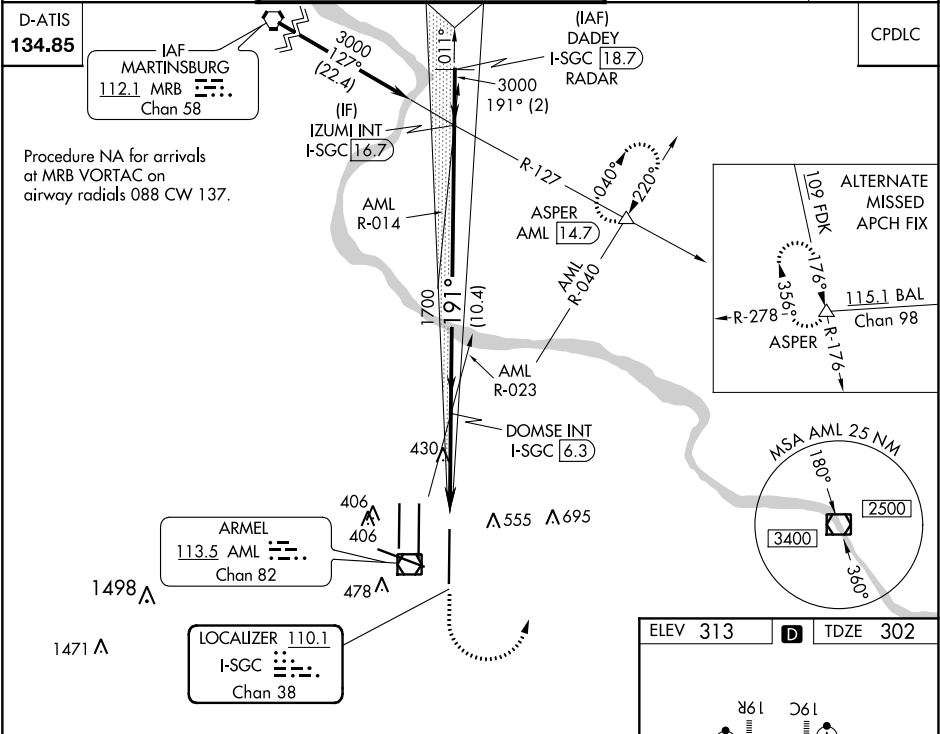 D-ATIS
134.85
IAF
MARTINSBURG
112.1 MRB
Chan 58
3000
127°
(22.4)
011°
(IAF)
DADEY
I-SGC 18.7
RADAR
3000
191° (2)
CPDLC
(IF)
IZUMI INT
I-SGC 16.7
Procedure NA for arrivals
at MRB VORTAC on
airway radials 088 CW 137.
R-127
040°
220°
AML
R-014
ASPER
AML 14.7
AML
R-040
1700
191°
(10.4)
AML
R-023
109 FDK
ALTERNATE
MISSED
APCH FIX
176°
356°
115.1 BAL
Chan 98
R-278
ASPER
R-176
DOMSE INT
I-SGC 6.3
430
MSA AML 25 NM
180°
2500
3400
360°
406
406
555
695
ARMEL
113.5 AML
Chan 82
478
1498
1471
LOCALIZER 110.1
I-SGC
Chan 38
ELEV 313
D
TDZE 302
19R
19C